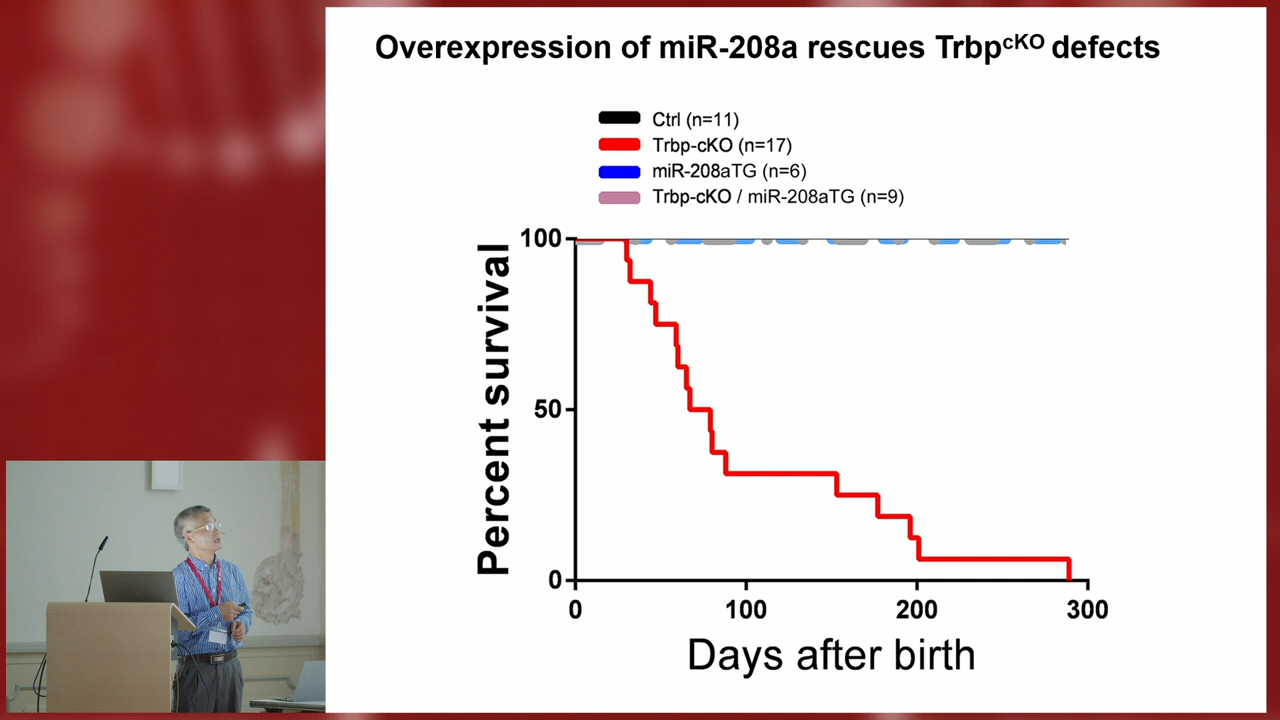 Overexpression of miR-208a rescues TrbpcKO defects
Ctrl (n=11)
Trbp-cKO (n=17)
miR-208aTG (n=6)
Trbp-cKO / miR-208aTG (n=9)
Percent survival
100
50
0
0 100 200 300
Days after birth